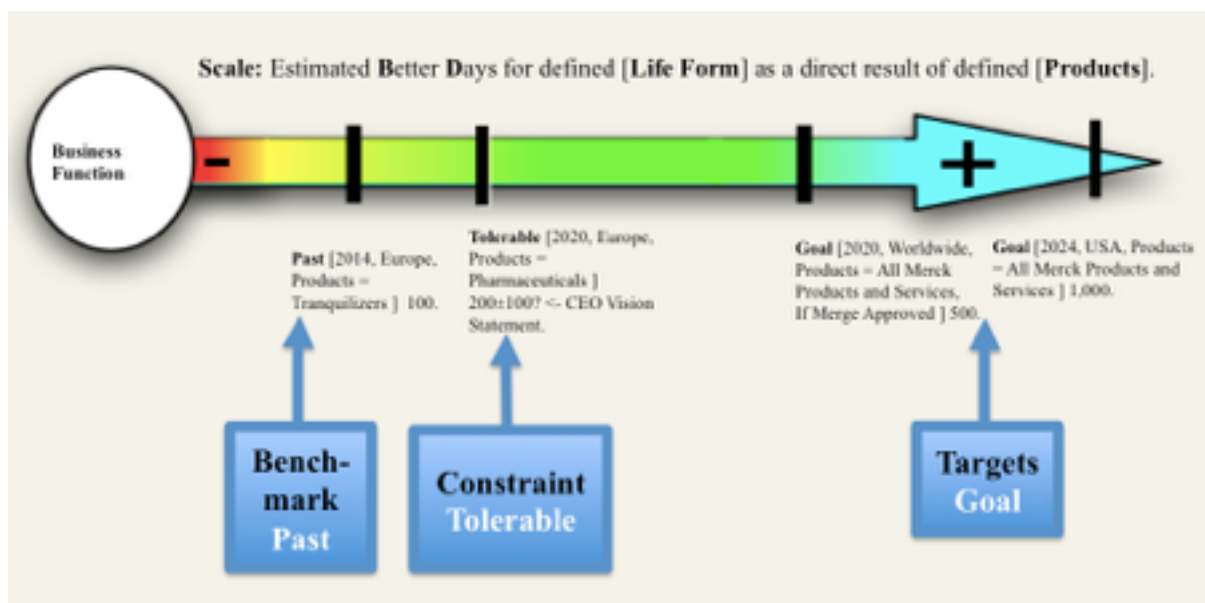 Scale: Estimated Better Days for defined [Life Form] as a direct result of defined [Products].
Business
Function
-
+
Past [2014, Europe,
Products =
Tranquilizers ] 100.
Tolerable [2020, Europe,
Products =
Pharmaceuticals ]
200±100? <- CEO Vision
Statement.
Goal [2020, Worldwide,
Products = All Merck
Products and Services,
If Merge Approved ] 500.
Goal [2024, USA, Products
= All Merck Products and
Services ] 1,000.
Bench-
mark
Past
Constraint
Tolerable
Targets
Goal